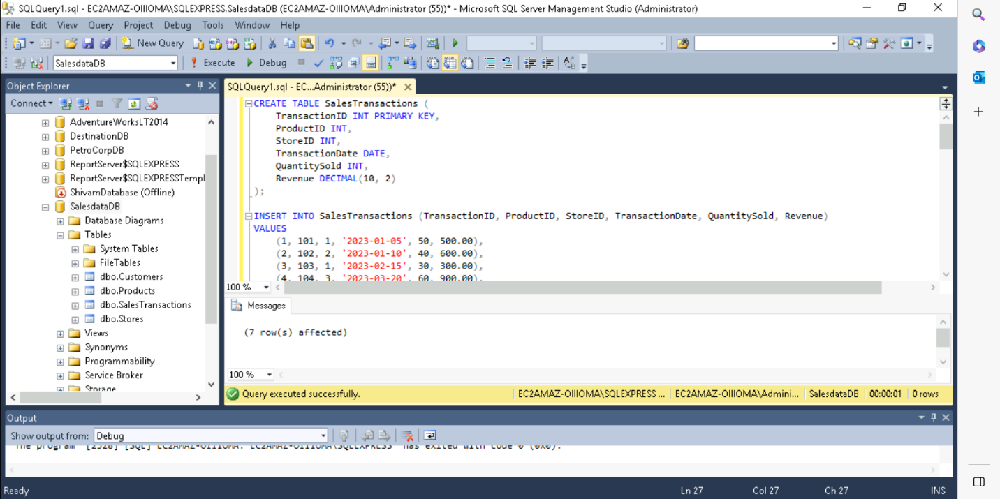 SQLQuery1.sql - EC2AMAZ-OIIIOMA\SQLEXPRESS.SalesdataDB (EC2AMAZ-OIIIOMA\Administrator (55))* - Microsoft SQL Server Management Studio (Administrator)
File Edit View Query Project Debug Tools Window Help
New Query
SalesdataDB
Execute
Debug
Object Explorer
Connect
AdventureWorksLT2014
DestinationDB
PetroCorpDB
ReportServer$SQLEXPRESS
ReportServer$SQLEXPRESSTempl
ShivamDatabase (Offline)
SalesdataDB
Database Diagrams
Tables
System Tables
FileTables
dbo.Customers
dbo.Products
dbo.SalesTransactions
dbo.Stores
Views
Synonyms
Programmability
Service Broker
Storage
SQLQuery1.sql - EC...Administrator (55))*
CREATE TABLE SalesTransactions (
TransactionID INT PRIMARY KEY,
ProductID INT,
StoreID INT,
TransactionDate DATE,
QuantitySold INT,
Revenue DECIMAL(10, 2)
);
INSERT INTO SalesTransactions (TransactionID, ProductID, StoreID, TransactionDate, QuantitySold, Revenue)
VALUES
(1, 101, 1, '2023-01-05', 50, 500.00),
(2, 102, 2, '2023-01-10', 40, 600.00),
(3, 103, 1, '2023-02-15', 30, 300.00),
(4, 104, 3, '2023-03-20', 60, 900.00),
100 %
Messages
(7 row(s) affected)
100 %
Query executed successfully.
EC2AMAZ-OIIIOMA\SQLEXPRESS ...
EC2AMAZ-OIIIOMA\Admini...
SalesdataDB
00:00:01
0 rows
Output
Show output from: Debug
The program '[2528] [SQL] EC2AMAZ-OIIIOMA: EC2AMAZ-OIIIOMA\SQLEXPRESS' has exited with code 0 (0x0).
Ready
Ln 27
Col 27
Ch 27
INS